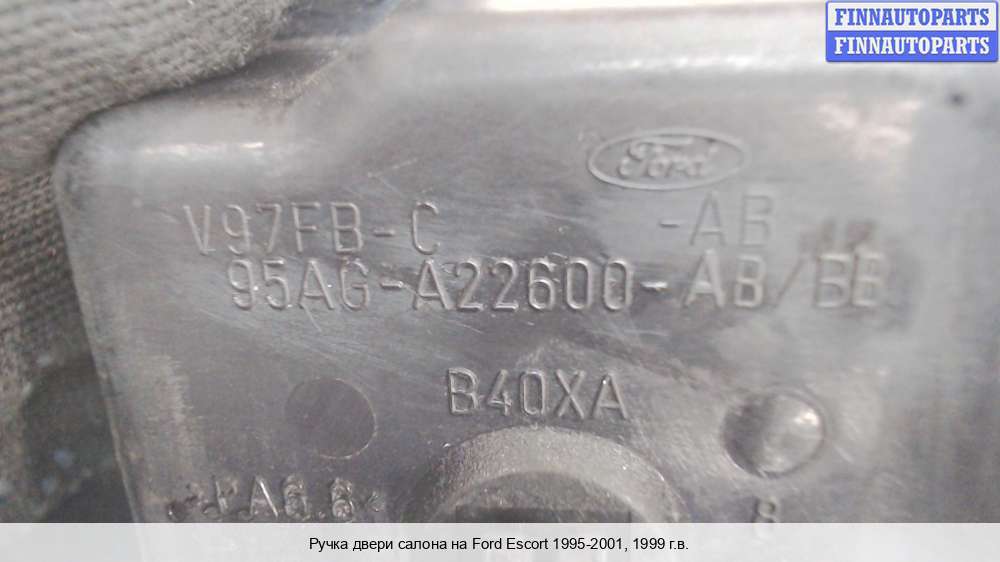 FINNAUTOPARTS
FINNAUTOPARTS
Ford
V97FB-C -AB
95AG-A22600-AB/BB
B40XA
8
Ручка двери салона на Ford Escort 1995-2001, 1999 г.в.